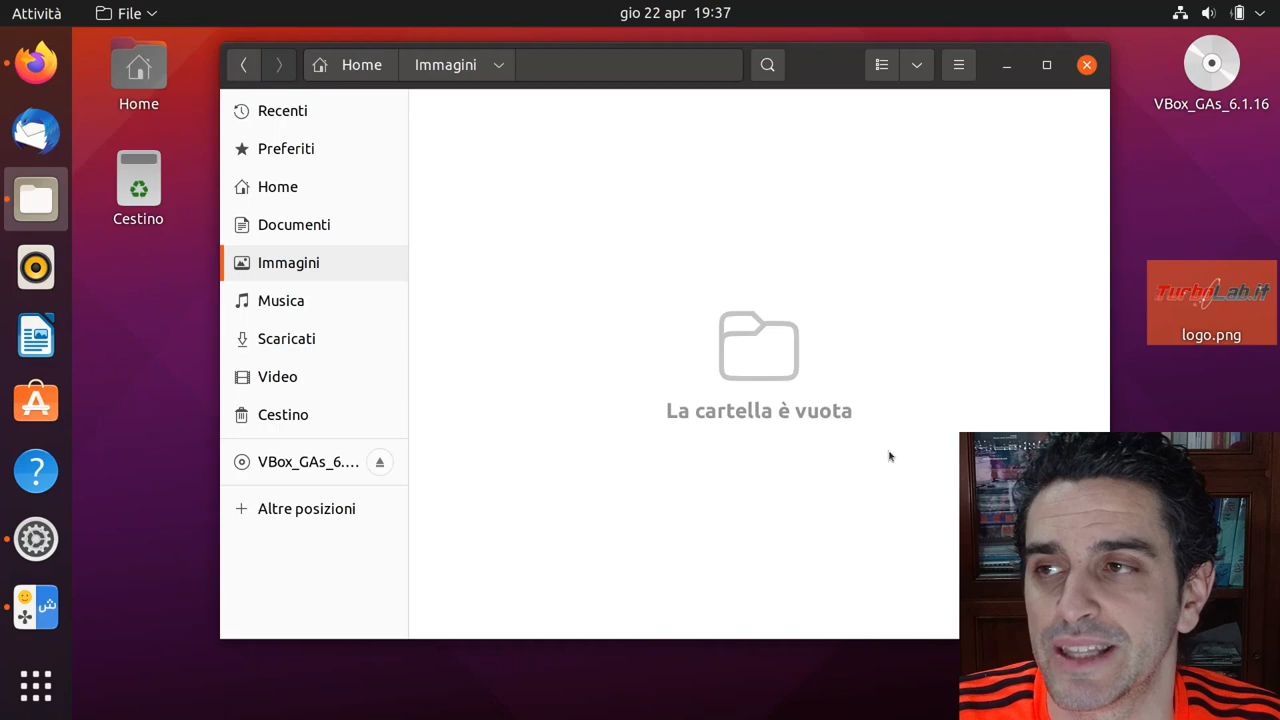 Attività
File
gio 22 apr 19:37
Home
Cestino
Home
Immagini
Recenti
Preferiti
Home
Documenti
Immagini
Musica
Scaricati
Video
Cestino
VBox_GAs_6....
Altre posizioni
La cartella è vuota
VBox_GAs_6.1.16
TurboLab.it
logo.png
ش